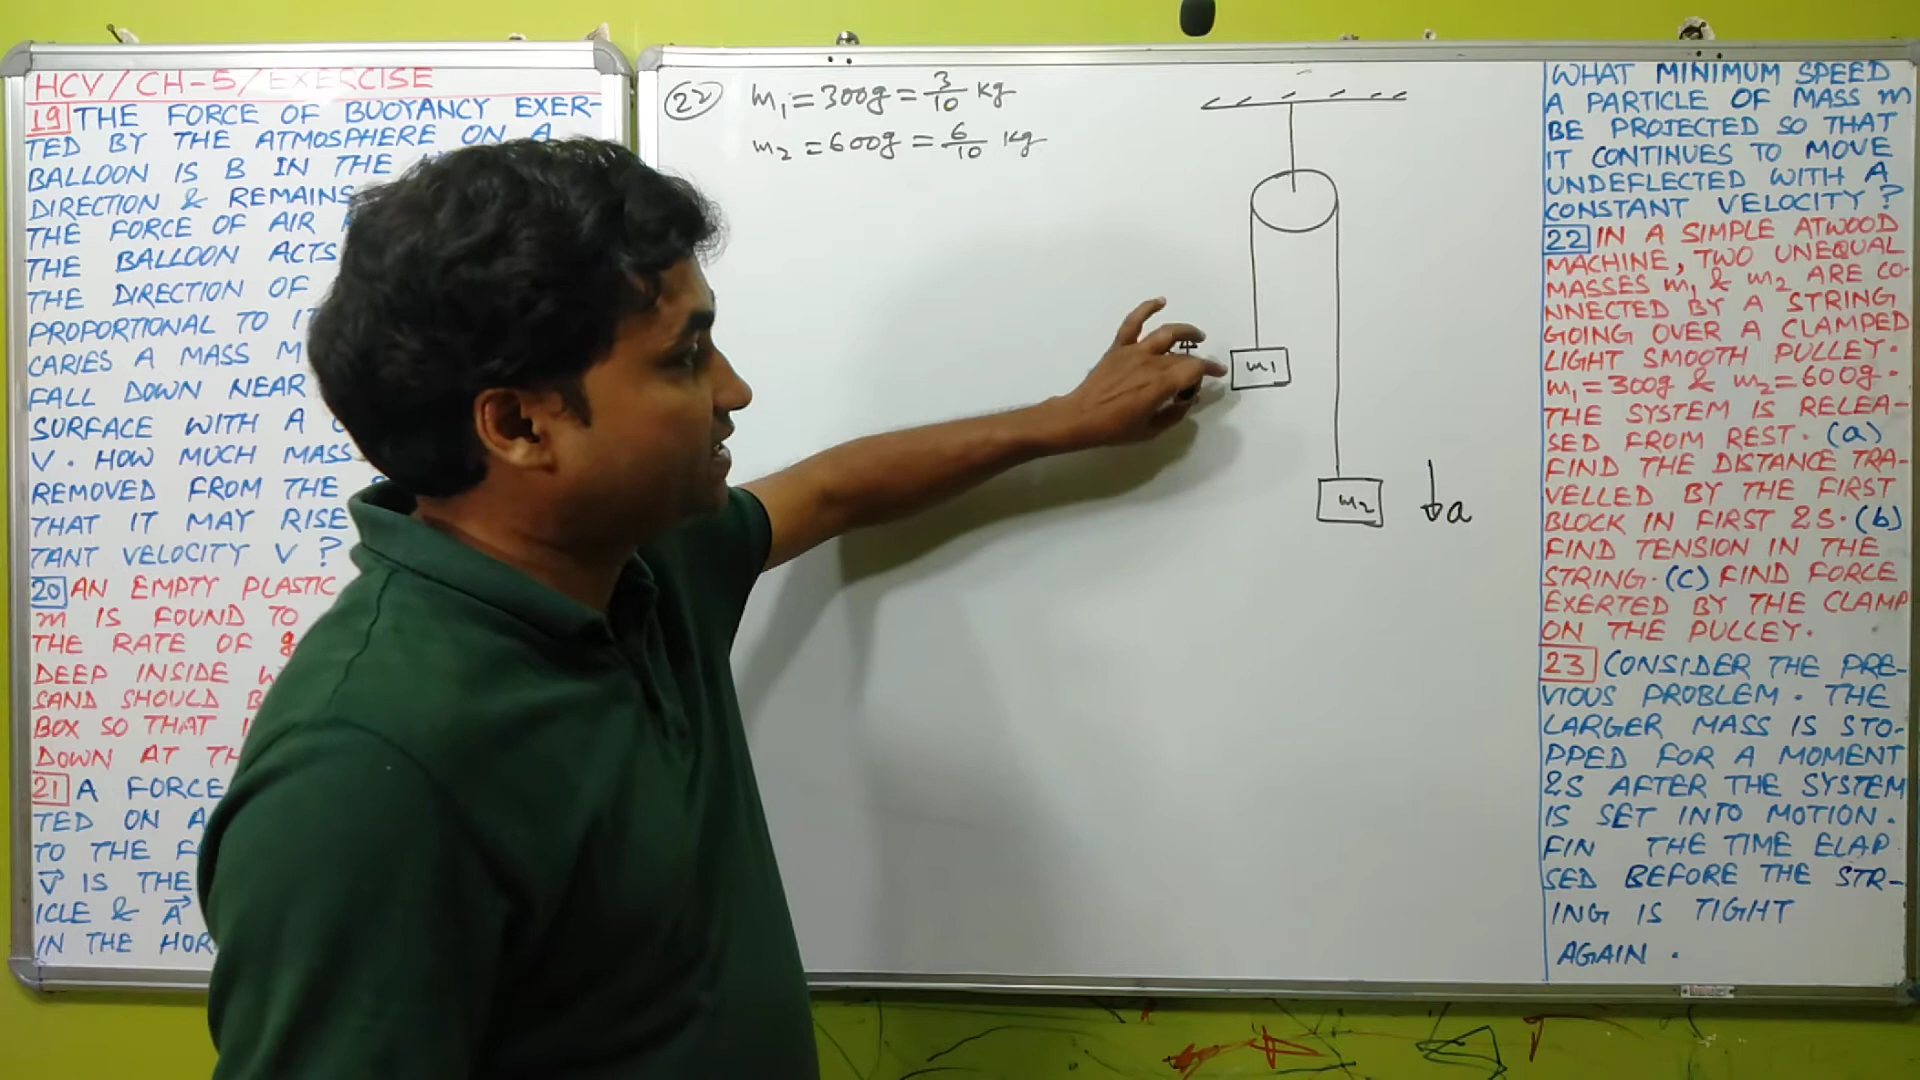 HCV/CH-5/EXERCISE
19 THE FORCE OF BUOYANCY EXER-
TED BY THE ATMOSPHERE ON A
BALLOON IS B IN THE
DIRECTION & REMAINS
THE FORCE OF AIR
THE BALLOON ACTS
THE DIRECTION OF
PROPORTIONAL TO
CARIES A MASS M
FALL DOWN NEAR
SURFACE WITH A
V. HOW MUCH MASS
REMOVED FROM THE
THAT IT MAY RISE
TANT VELOCITY V ?
20 AN EMPTY PLASTIC
m IS FOUND TO
THE RATE OF g
DEEP INSIDE
SAND SHOULD B
BOX SO THAT
DOWN AT TH
21 A FORCE
TED ON A
TO THE F
V⃗ IS THE
ICLE & A⃗
IN THE HOR
22 m₁ = 300g = 3/10 kg
m₂ = 600g = 6/10 kg
m₁
m₂
a
WHAT MINIMUM SPEED
A PARTICLE OF MASS m
BE PROJECTED SO THAT
IT CONTINUES TO MOVE
UNDEFLECTED WITH A
CONSTANT VELOCITY ?
22 IN A SIMPLE ATWOOD
MACHINE, TWO UNEQUAL
MASSES m₁ & m₂ ARE CO-
NNECTED BY A STRING
GOING OVER A CLAMPED
LIGHT SMOOTH PULLEY.
m₁=300g & m₂=600g.
THE SYSTEM IS RELEA-
SED FROM REST. (a)
FIND THE DISTANCE TRA-
VELLED BY THE FIRST
BLOCK IN FIRST 2S. (b)
FIND TENSION IN THE
STRING. (C) FIND FORCE
EXERTED BY THE CLAMP
ON THE PULLEY.
23 CONSIDER THE PRE-
VIOUS PROBLEM. THE
LARGER MASS IS STO-
PPED FOR A MOMENT
2S AFTER THE SYSTEM
IS SET INTO MOTION.
FIN THE TIME ELAP
SED BEFORE THE STR-
ING IS TIGHT
AGAIN.